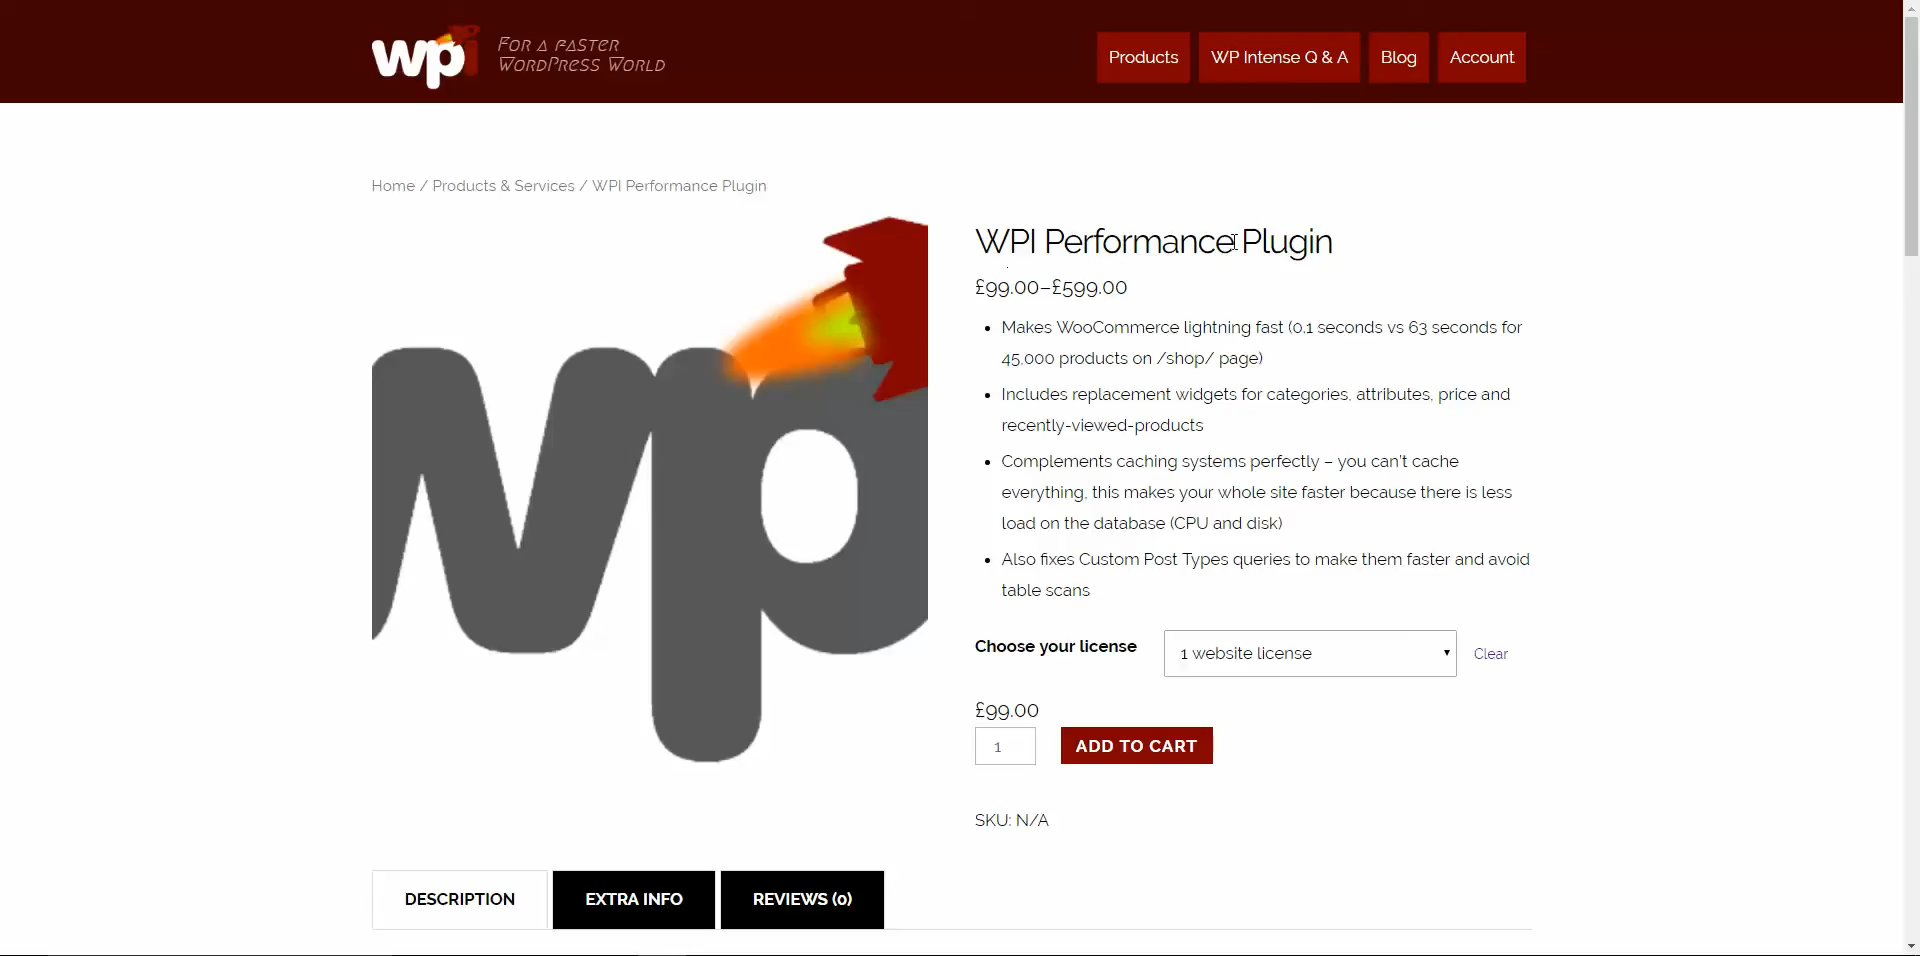 wpi
FOR A FASTER
WORDPRESS WORLD
Products
WP Intense Q & A
Blog
Account
Home / Products & Services / WPI Performance Plugin
wp
WPI Performance Plugin
£99.00–£599.00
• Makes WooCommerce lightning fast (0.1 seconds vs 63 seconds for
45,000 products on /shop/ page)
• Includes replacement widgets for categories, attributes, price and
recently-viewed-products
• Complements caching systems perfectly – you can’t cache
everything, this makes your whole site faster because there is less
load on the database (CPU and disk)
• Also fixes Custom Post Types queries to make them faster and avoid
table scans
Choose your license
1 website license
Clear
£99.00
1
ADD TO CART
SKU: N/A
DESCRIPTION
EXTRA INFO
REVIEWS (0)